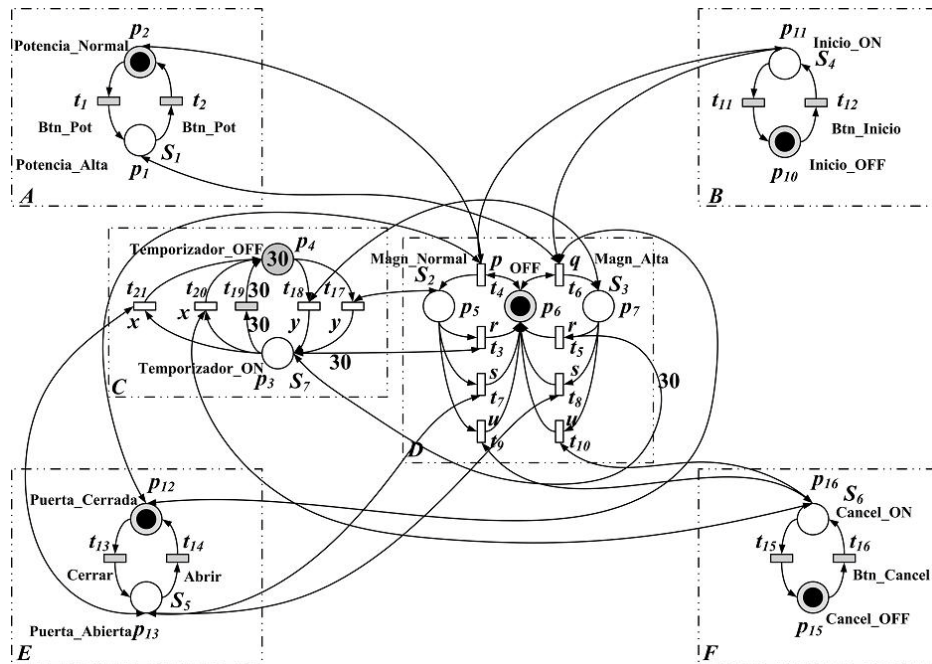 p2
Potencia_Normal
t1
t2
Btn_Pot
Btn_Pot
S1
Potencia_Alta
p1
A
p11
Inicio_ON
S4
t11
t12
Btn_Inicio
Inicio_OFF
p10
B
Temporizador_OFF
p4
30
t21
t20
t19
30
t18
t17
x
x
30
y
y
30
Temporizador_ON
p3
S7
C
Magn_Normal
p
q
Magn_Alta
S2
t4
OFF
t6
S3
p5
p6
p7
r
r
t3
t5
s
s
t7
t8
u
u
t9
t10
30
D
p12
Puerta_Cerrada
t13
t14
Cerrar
Abrir
S5
Puerta_Abierta
p13
E
p16
S6
Cancel_ON
t15
t16
Btn_Cancel
Cancel_OFF
p15
F